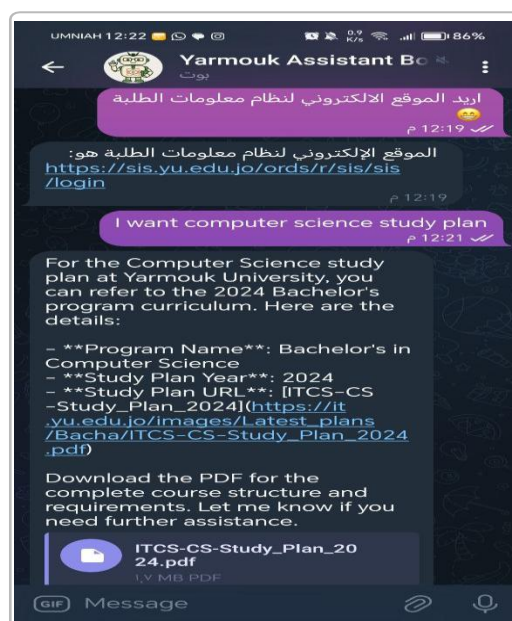 UMNIAH 12:22
0.9
K/s
86%
Yarmouk Assistant Bo
بوت
اريد الموقع الالكتروني لنظام معلومات الطلبة
12:19 م
الموقع الإلكتروني لنظام معلومات الطلبة هو:
https://sis.yu.edu.jo/ords/r/sis/sis
/login
12:19 م
I want computer science study plan
12:21 م
For the Computer Science study
plan at Yarmouk University, you
can refer to the 2024 Bachelor's
program curriculum. Here are the
details:
- **Program Name**: Bachelor's in
Computer Science
- **Study Plan Year**: 2024
- **Study Plan URL**: [ITCS-CS
-Study_Plan_2024](https://it
.yu.edu.jo/images/Latest_plans
/Bacha/ITCS-CS-Study_Plan_2024
.pdf)
Download the PDF for the
complete course structure and
requirements. Let me know if you
need further assistance.
ITCS-CS-Study_Plan_20
24.pdf
١,٧ MB PDF
GIF Message